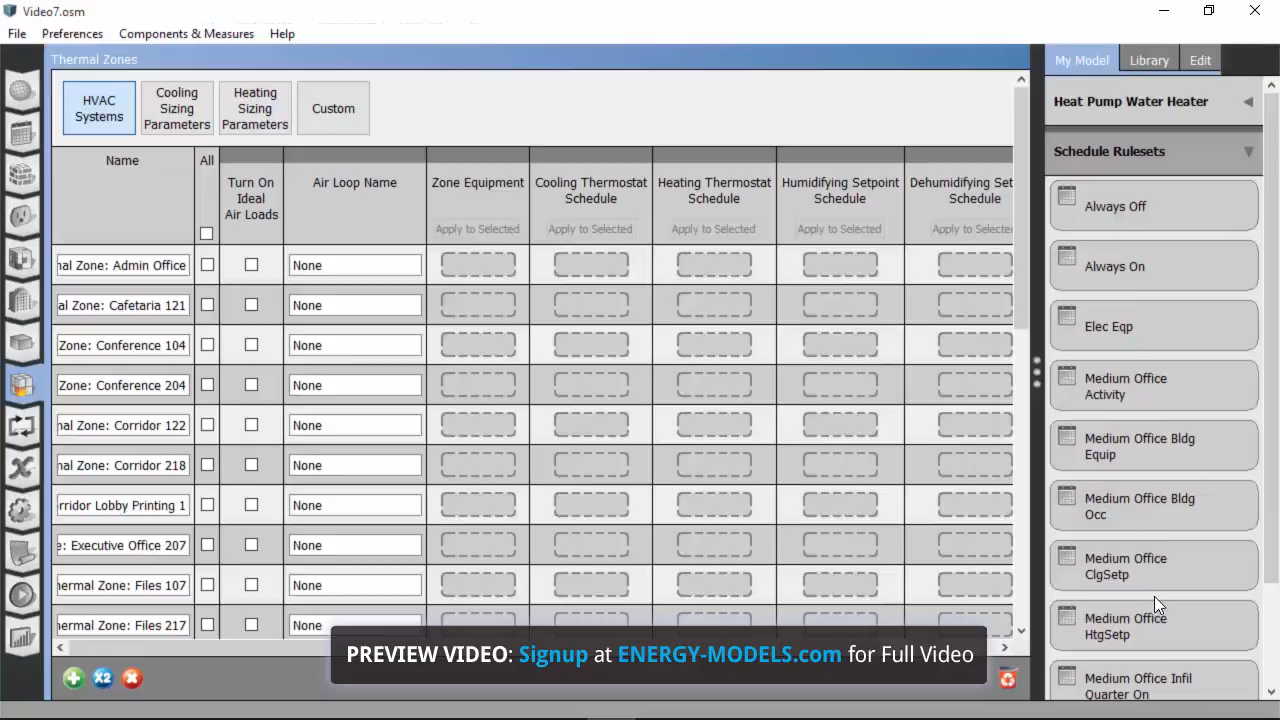 Video7.osm
File Preferences Components & Measures Help
Thermal Zones
My Model Library Edit
HVAC
Systems
Cooling
Sizing
Parameters
Heating
Sizing
Parameters
Custom
Heat Pump Water Heater
Schedule Rulesets
Name
All
Turn On
Ideal
Air Loads
Air Loop Name
Zone Equipment
Apply to Selected
Cooling Thermostat
Schedule
Apply to Selected
Heating Thermostat
Schedule
Apply to Selected
Humidifying Setpoint
Schedule
Apply to Selected
Dehumidifying Set
Schedule
Apply to Selecte
nal Zone: Admin Office None
al Zone: Cafetaria 121 None
Zone: Conference 104 None
Zone: Conference 204 None
nal Zone: Corridor 122 None
nal Zone: Corridor 218 None
orridor Lobby Printing 1 None
e: Executive Office 207 None
hermal Zone: Files 107 None
hermal Zone: Files 217 None
Always Off
Always On
Elec Eqp
Medium Office
Activity
Medium Office Bldg
Equip
Medium Office Bldg
Occ
Medium Office
ClgSetp
Medium Office
HtgSetp
Medium Office Infil
Quarter On
PREVIEW VIDEO: Signup at ENERGY-MODELS.com for Full Video
X2